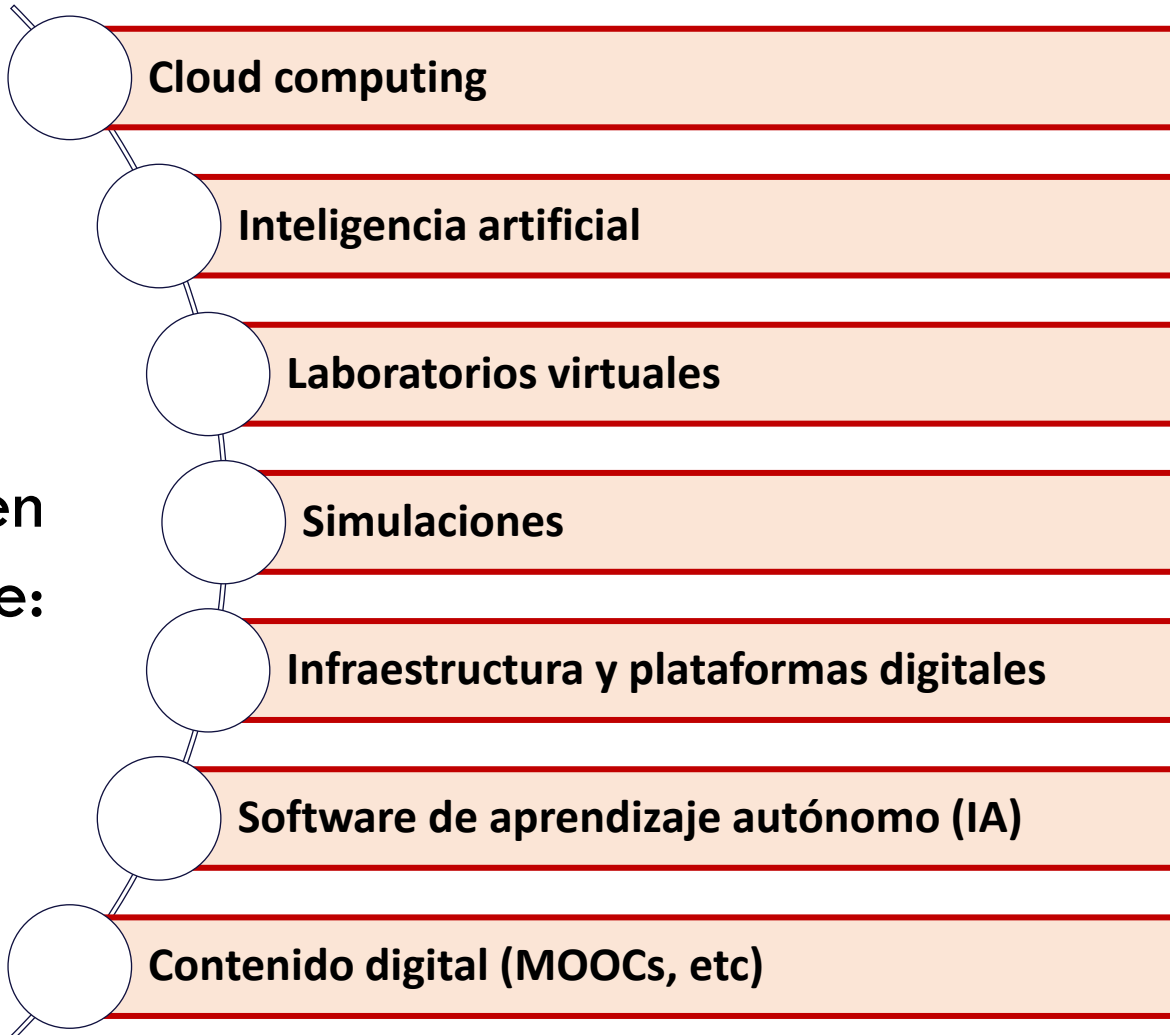 en
e:
Cloud computing
Inteligencia artificial
Laboratorios virtuales
Simulaciones
Infraestructura y plataformas digitales
Software de aprendizaje autónomo (IA)
Contenido digital (MOOCs, etc)